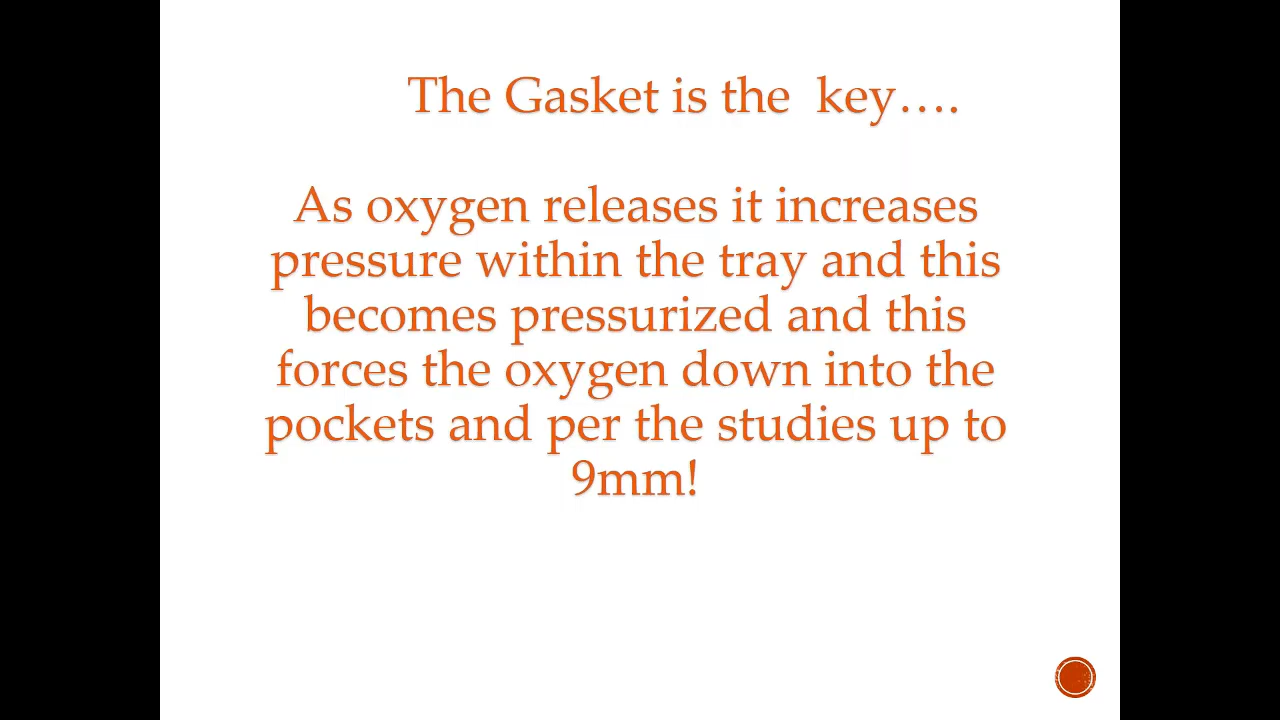 The Gasket is the  key….
As oxygen releases it increases
pressure within the tray and this
becomes pressurized and this
forces the oxygen down into the
pockets and per the studies up to
9mm!